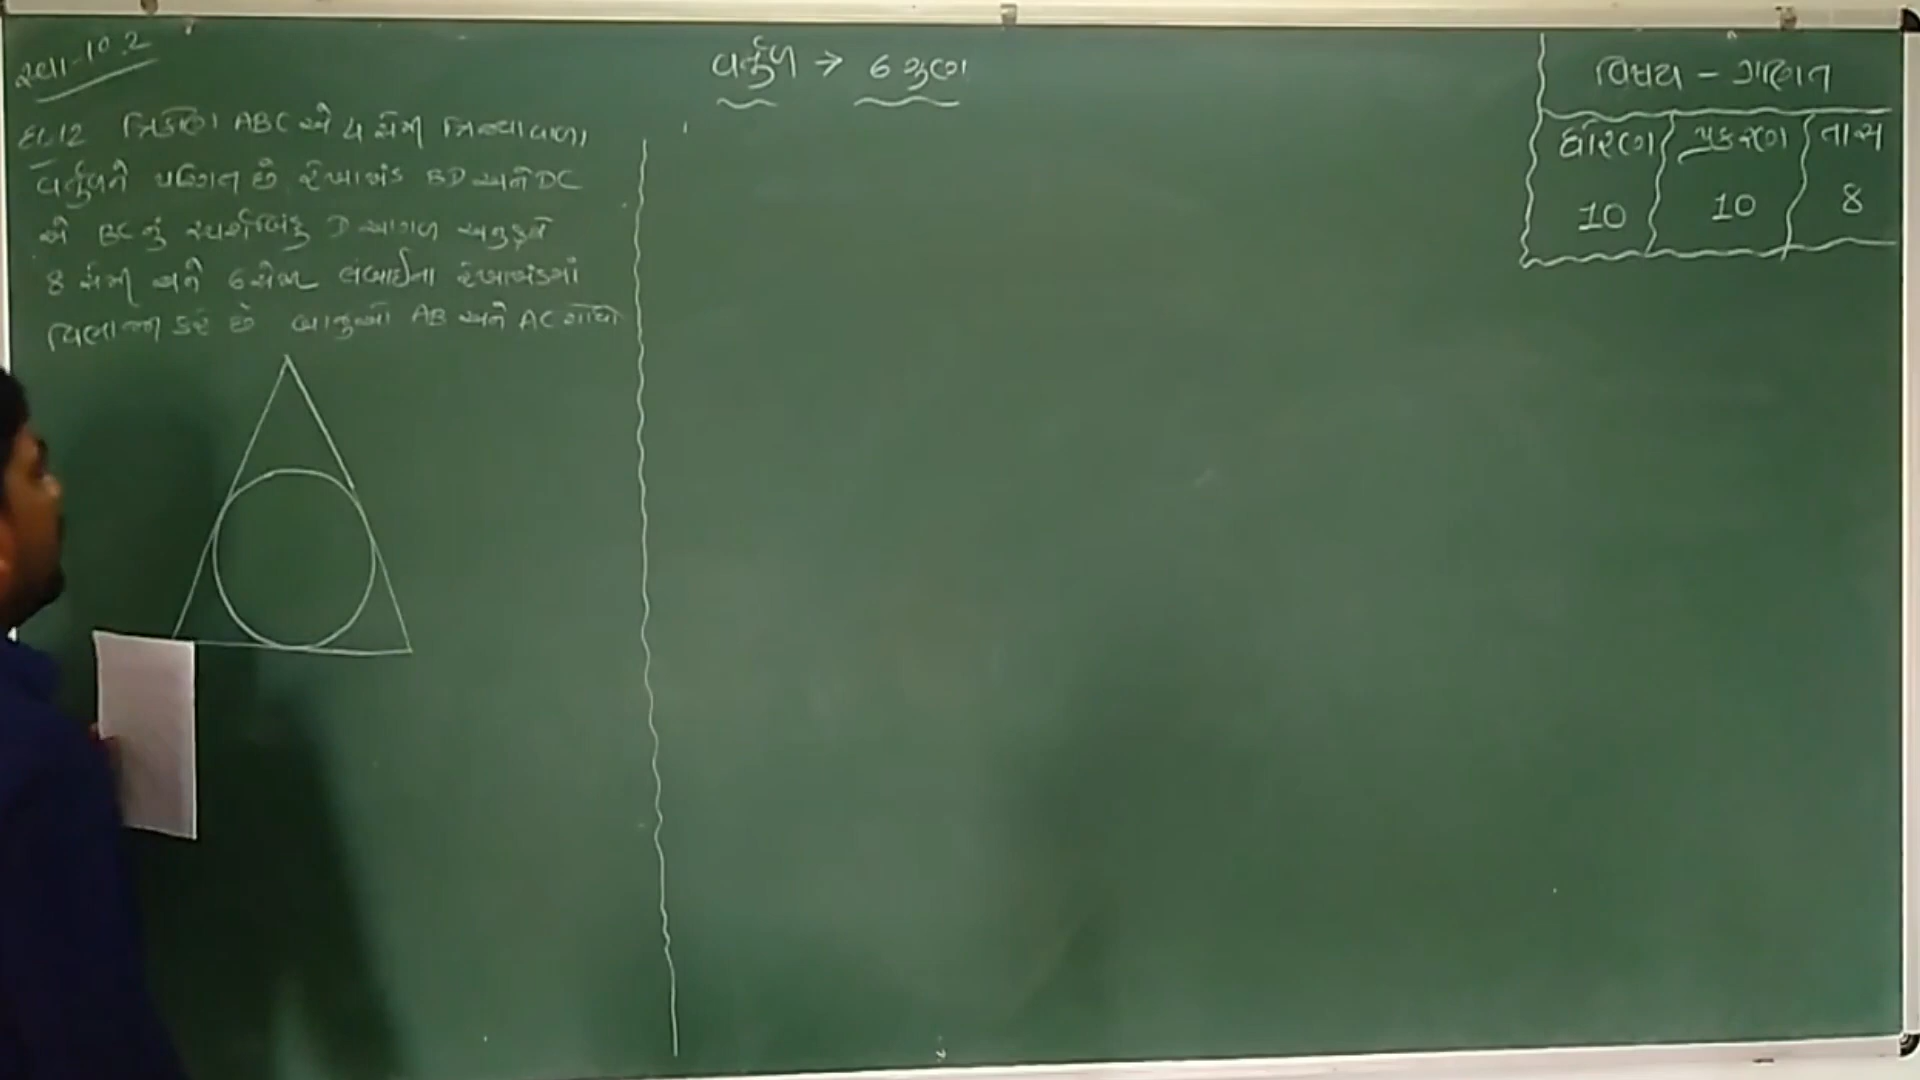 સ્વા-10.2
વર્તુળ → 6 ગુણ
વિષય - ગણિત
ધોરણ પ્રકરણ તાસ
10 10 8
દા.12 ત્રિકોણ ABC એ 4 સેમી ત્રિજ્યાવાળા
વર્તુળને પરિગત છે રેખાખંડ BD અને DC
એ BC નું સ્પર્શબિંદુ D આગળ અનુક્રમે
8 સેમી અને 6 સેમી લંબાઈના રેખાખંડમાં
વિભાજન કરે છે બાજુઓ AB અને AC શોધો